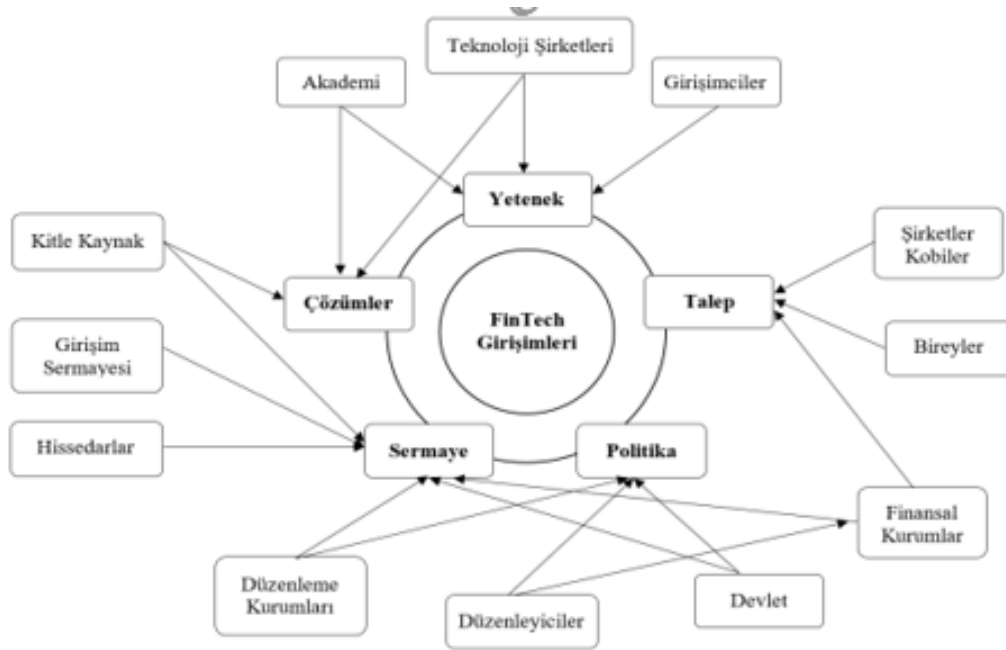 Teknoloji Şirketleri
Akademi
Girişimciler
Yetenek
Kitle Kaynak
Şirketler
Kobiler
Çözümler
Talep
FinTech
Girişimleri
Girişim
Sermayesi
Bireyler
Hissedarlar
Sermaye
Politika
Finansal
Kurumlar
Düzenleme
Kurumları
Düzenleyiciler
Devlet